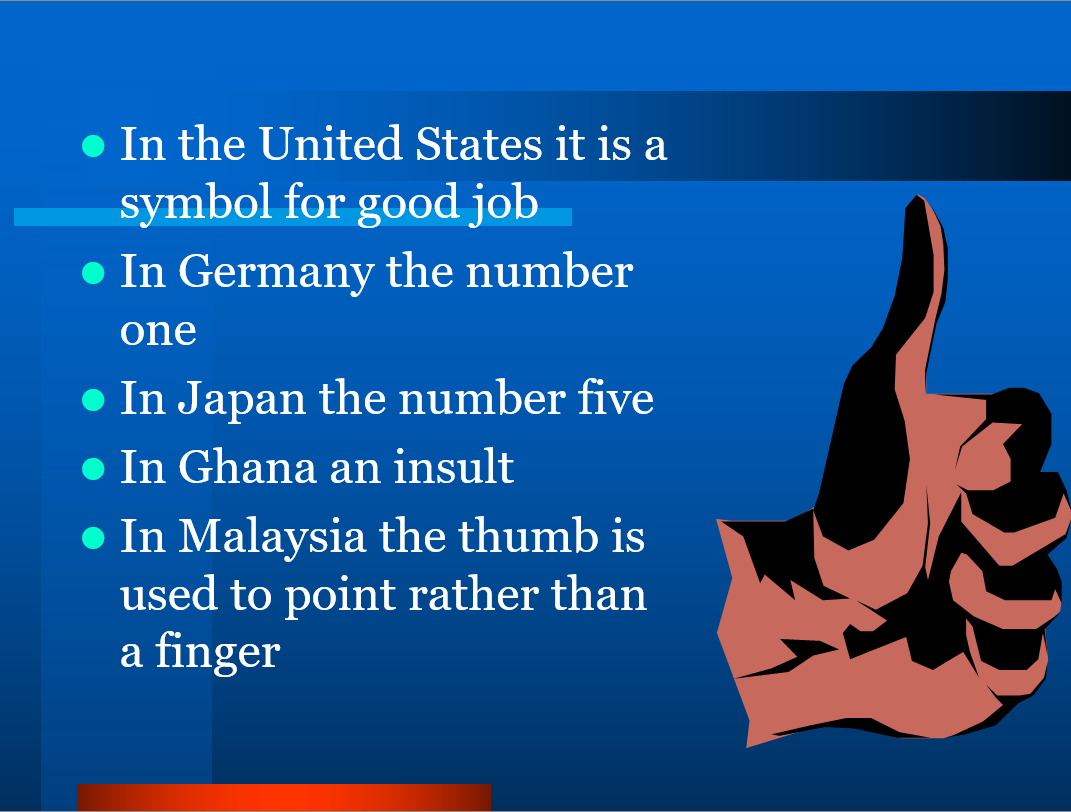 In the United States it is a
symbol for good job
In Germany the number
one
In Japan the number five
In Ghana an insult
In Malaysia the thumb is
used to point rather than
a finger